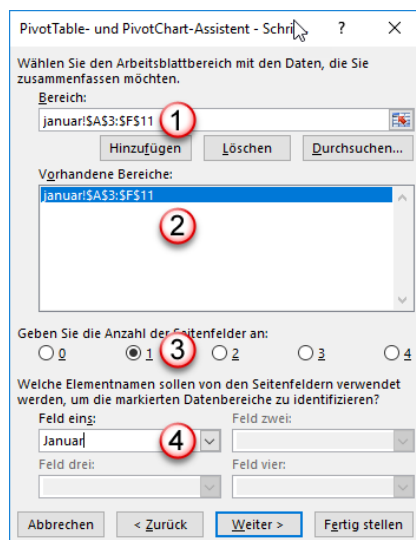 PivotTable- und PivotChart-Assistent - Schri ? ×
Wählen Sie den Arbeitsblattbereich mit den Daten, die Sie
zusammenfassen möchten.
Bereich:
januar!$A$3:$F$11 1
Hinzufügen Löschen Durchsuchen...
Vorhandene Bereiche:
januar!$A$3:$F$11
2
Geben Sie die Anzahl der Seitenfelder an:
0 1 3 2 3 4
Welche Elementnamen sollen von den Seitenfeldern verwendet
werden, um die markierten Datenbereiche zu identifizieren?
Feld eins: Feld zwei:
Januar 4
Feld drei: Feld vier:
Abbrechen < Zurück Weiter > Fertig stellen